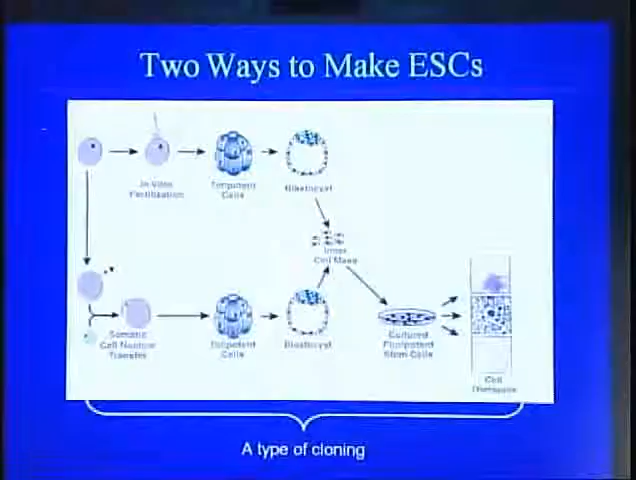 Two Ways to Make ESCs
In Vitro
Fertilization
Totipotent
Cells
Blastocyst
Inner
Cell Mass
Somatic
Cell Nuclear
Transfer
Totipotent
Cells
Blastocyst
Cultured
Pluripotent
Stem Cells
Cell
Therapies
A type of cloning